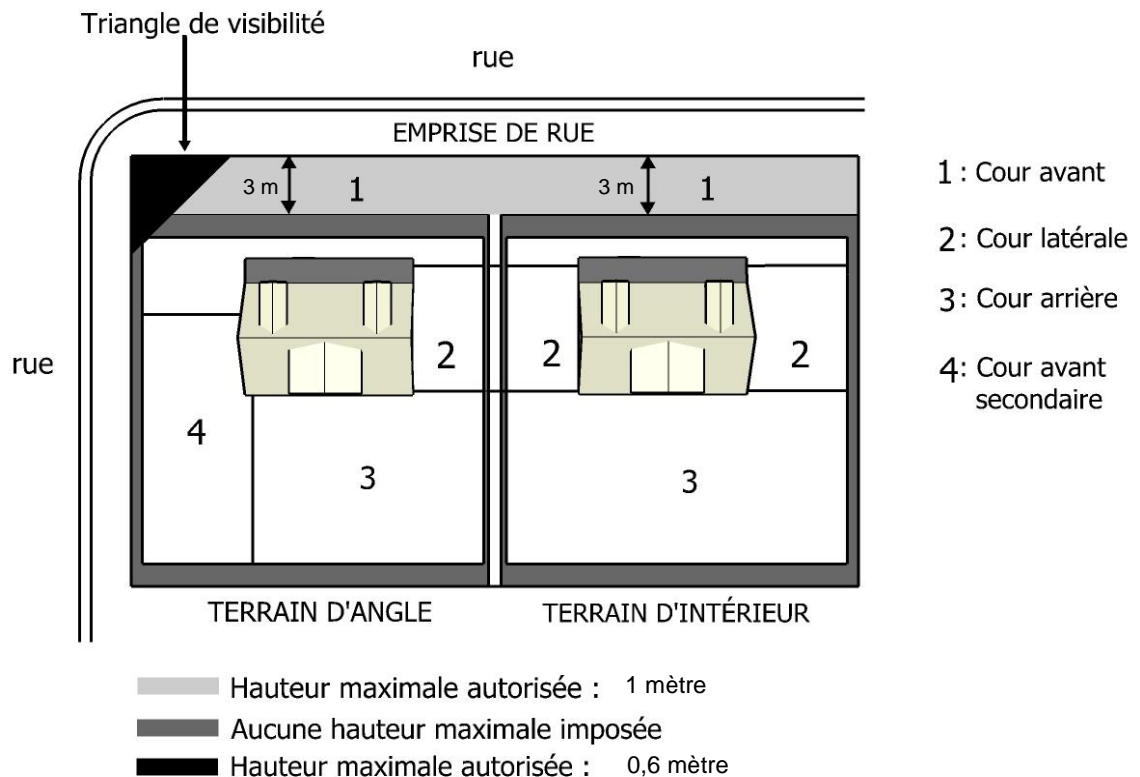 Triangle de visibilité
rue
EMPRISE DE RUE
3 m
1
3 m
1
1 : Cour avant
2 : Cour latérale
3 : Cour arrière
4 : Cour avant
secondaire
rue
2
2
2
4
3
3
TERRAIN D'ANGLE
TERRAIN D'INTÉRIEUR
Hauteur maximale autorisée : 1 mètre
Aucune hauteur maximale imposée
Hauteur maximale autorisée : 0,6 mètre